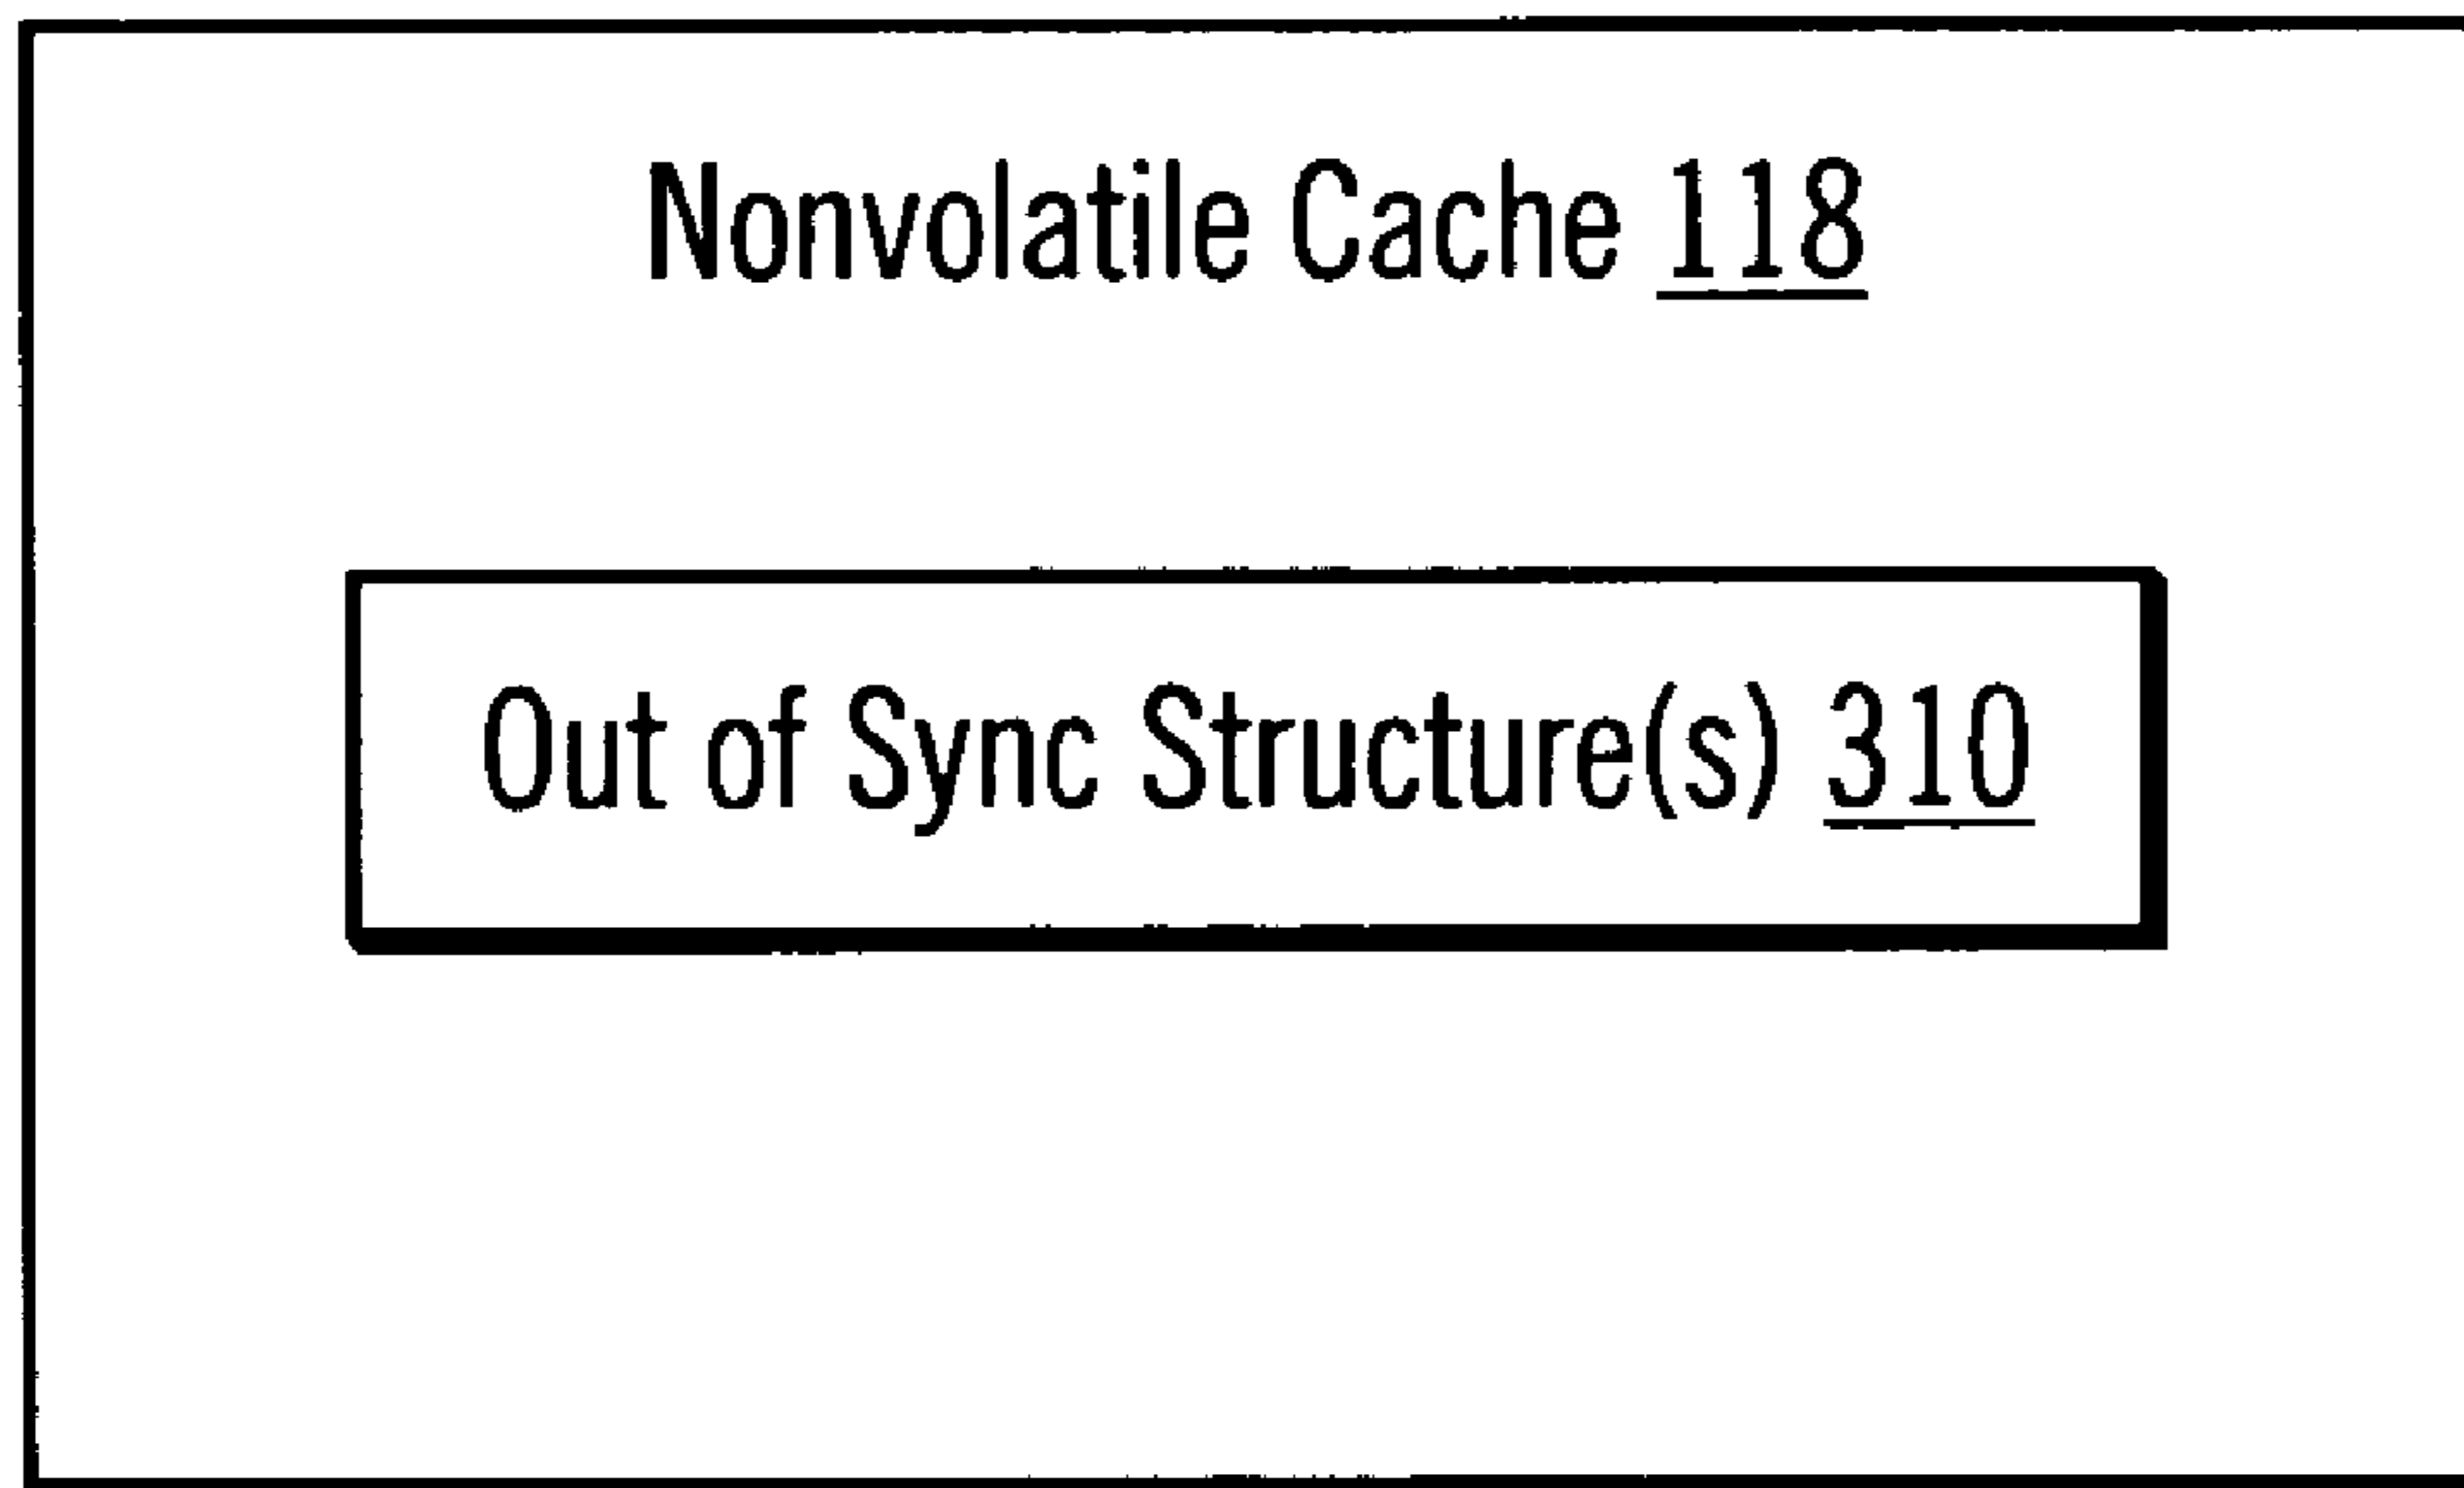 Nonvolatile Cache 118
Out of Sync Structure(s) 310